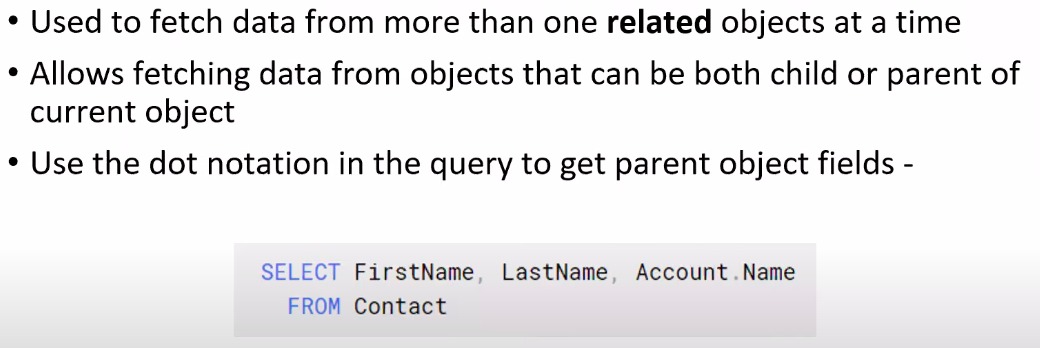 • Used to fetch data from more than one related objects at a time
• Allows fetching data from objects that can be both child or parent of
current object
• Use the dot notation in the query to get parent object fields -
SELECT FirstName, LastName, Account.Name
FROM Contact